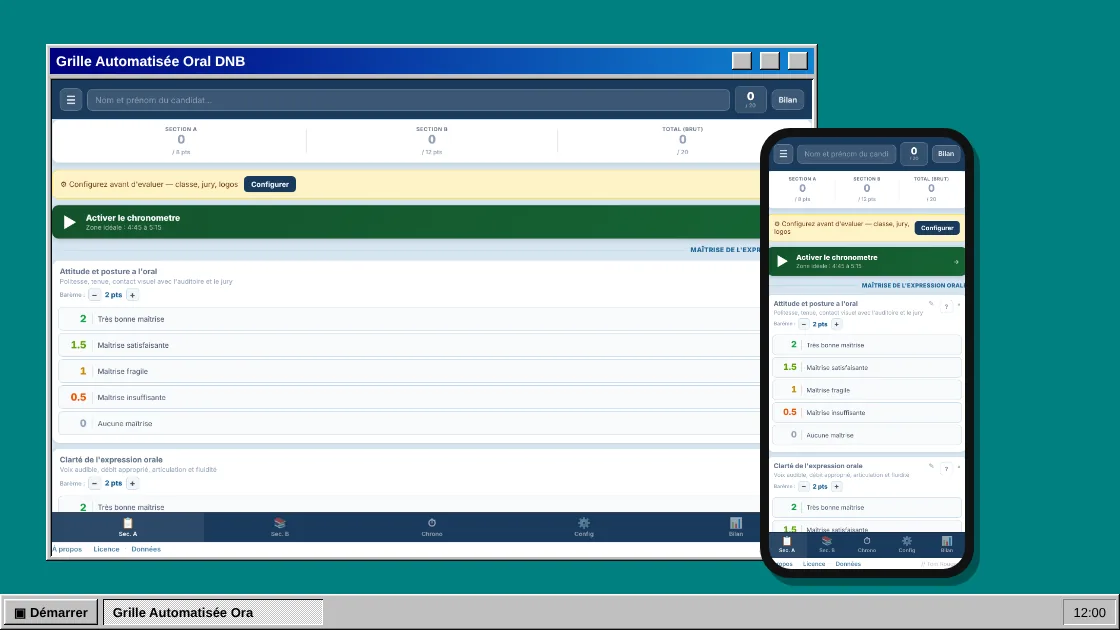 Grille Automatisée Oral DNB
☰ Nom et prénom du candidat... 0 / 20 Bilan
SECTION A SECTION B TOTAL (BRUT)
0 0 0
/ 8 pts / 12 pts / 20
⚙ Configurez avant d'evaluer — classe, jury, logos Configurer
Activer le chronometre
Zone idéale : 4:45 à 5:15
MAÎTRISE DE L'EXPR
Attitude et posture a l'oral
Politesse, tenue, contact visuel avec l'auditoire et le jury
Barème : − 2 pts +
2 Très bonne maîtrise
1.5 Maîtrise satisfaisante
1 Maîtrise fragile
0.5 Maîtrise insuffisante
0 Aucune maîtrise
Clarté de l'expression orale
Voix audible, débit approprié, articulation et fluidité
Barème : − 2 pts +
2 Très bonne maîtrise
Sec. A Sec. B Chrono Config Bilan
A propos Licence Données
☰ Nom et prénom du candi 0 / 20 Bilan
SECTION A SECTION B TOTAL (BRUT)
0 0 0
/ 8 pts / 12 pts / 20
⚙ Configurez avant d'evaluer — classe, jury,
logos Configurer
Activer le chronometre
Zone idéale : 4:45 à 5:15
MAÎTRISE DE L'EXPRESSION ORALE
Attitude et posture a l'oral ?
Politesse, tenue, contact visuel avec l'auditoire et le jury
Barème : − 2 pts +
2 Très bonne maîtrise
1.5 Maîtrise satisfaisante
1 Maîtrise fragile
0.5 Maîtrise insuffisante
0 Aucune maîtrise
Clarté de l'expression orale ?
Voix audible, débit approprié, articulation et fluidité
Barème : − 2 pts +
2 Très bonne maîtrise
1.5 Maîtrise satisfaisante
Sec. A Sec. B Chrono Config Bilan
opos Licence Données
Démarrer Grille Automatisée Ora 12:00